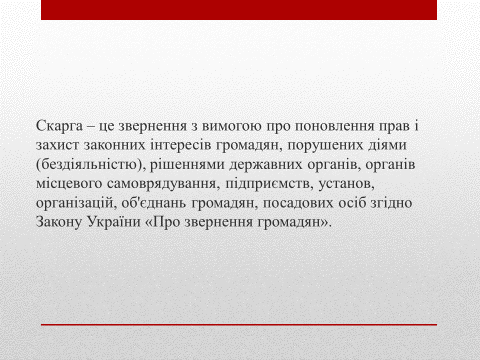 Скарга – це звернення з вимогою про поновлення прав і
захист законних інтересів громадян, порушених діями
(бездіяльністю), рішеннями державних органів, органів
місцевого самоврядування, підприємств, установ,
організацій, об'єднань громадян, посадових осіб згідно
Закону України «Про звернення громадян».